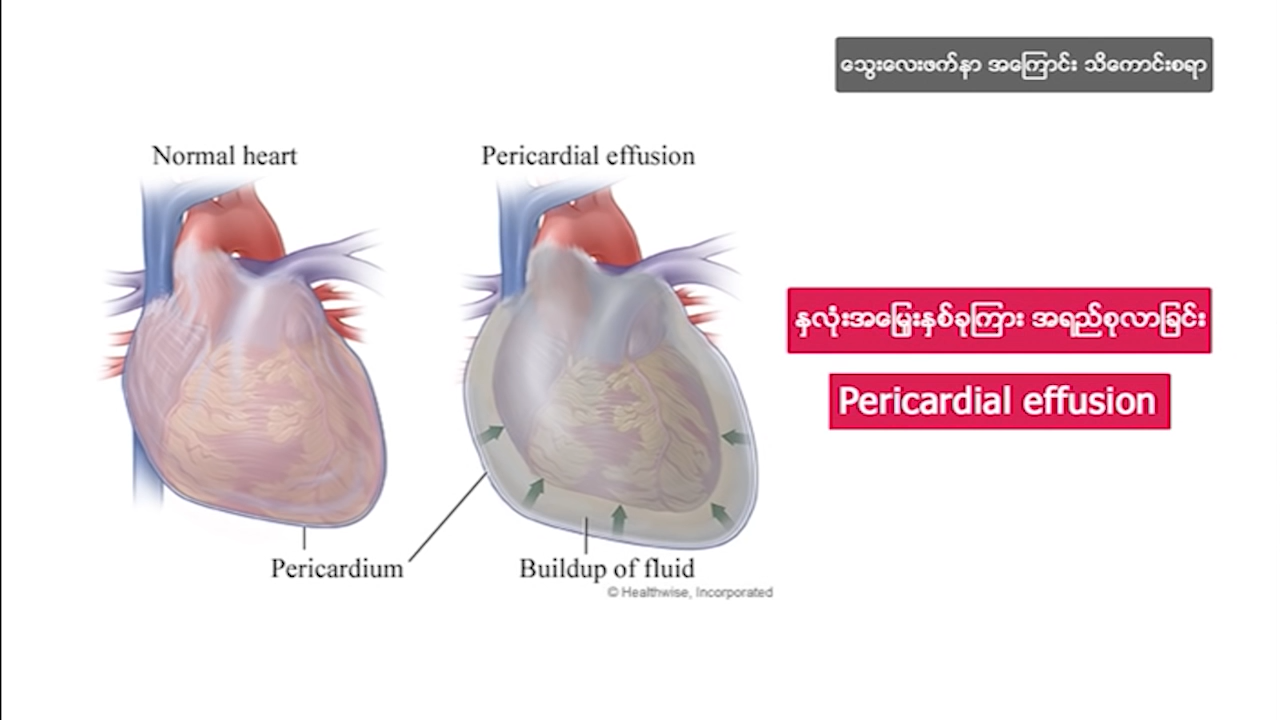 သွေးလေးဖက်နာ အကြောင်း သိကောင်းစရာ
Normal heart
Pericardial effusion
နှလုံးအမြှေးနှစ်ခုကြား အရည်စုလာခြင်း
Pericardial effusion
Pericardium
Buildup of fluid
© Healthwise, Incorporated